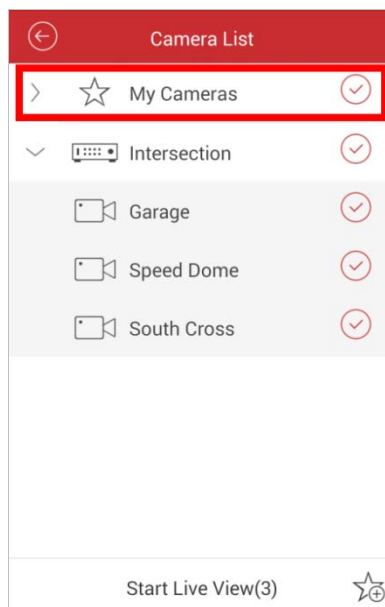 Camera List
My Cameras
Intersection
Garage
Speed Dome
South Cross
Start Live View(3)